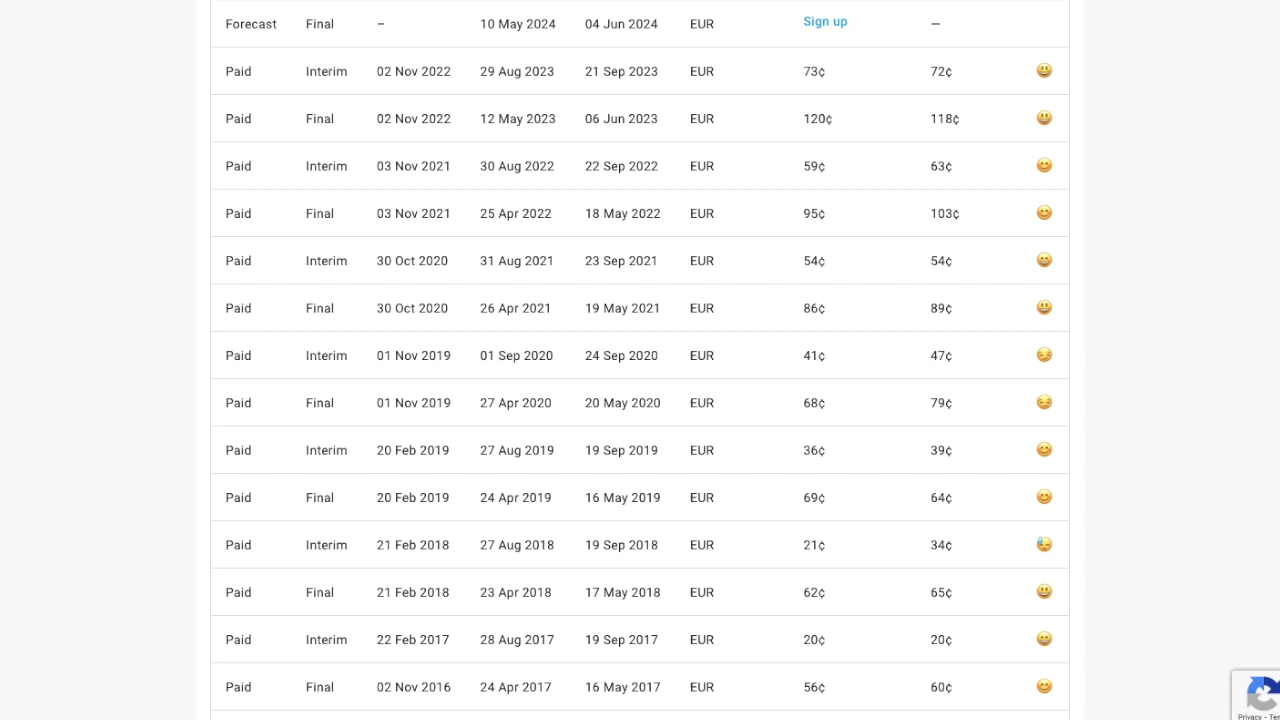 Forecast Final – 10 May 2024 04 Jun 2024 EUR Sign up –
Paid Interim 02 Nov 2022 29 Aug 2023 21 Sep 2023 EUR 73¢ 72¢
Paid Final 02 Nov 2022 12 May 2023 06 Jun 2023 EUR 120¢ 118¢
Paid Interim 03 Nov 2021 30 Aug 2022 22 Sep 2022 EUR 59¢ 63¢
Paid Final 03 Nov 2021 25 Apr 2022 18 May 2022 EUR 95¢ 103¢
Paid Interim 30 Oct 2020 31 Aug 2021 23 Sep 2021 EUR 54¢ 54¢
Paid Final 30 Oct 2020 26 Apr 2021 19 May 2021 EUR 86¢ 89¢
Paid Interim 01 Nov 2019 01 Sep 2020 24 Sep 2020 EUR 41¢ 47¢
Paid Final 01 Nov 2019 27 Apr 2020 20 May 2020 EUR 68¢ 79¢
Paid Interim 20 Feb 2019 27 Aug 2019 19 Sep 2019 EUR 36¢ 39¢
Paid Final 20 Feb 2019 24 Apr 2019 16 May 2019 EUR 69¢ 64¢
Paid Interim 21 Feb 2018 27 Aug 2018 19 Sep 2018 EUR 21¢ 34¢
Paid Final 21 Feb 2018 23 Apr 2018 17 May 2018 EUR 62¢ 65¢
Paid Interim 22 Feb 2017 28 Aug 2017 19 Sep 2017 EUR 20¢ 20¢
Paid Final 02 Nov 2016 24 Apr 2017 16 May 2017 EUR 56¢ 60¢
Privacy -